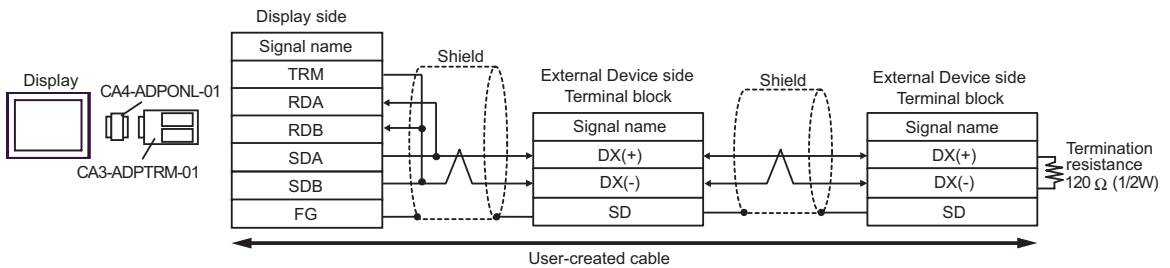 Display
CA4-ADPONL-01
CA3-ADPTRM-01
Display side
Signal name
TRM
RDA
RDB
SDA
SDB
FG
Shield
External Device side
Terminal block
Signal name
DX(+)
DX(-)
SD
Shield
External Device side
Terminal block
Signal name
DX(+)
DX(-)
SD
Termination
resistance
120 Ω (1/2W)
User-created cable